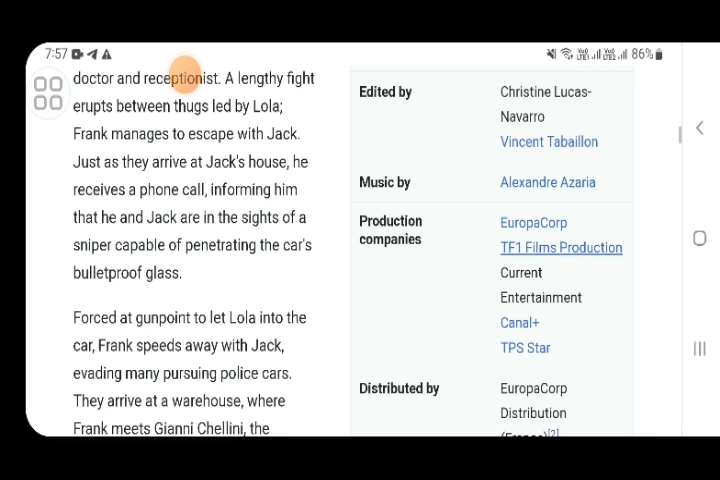 7:57
86%
doctor and receptionist. A lengthy fight
erupts between thugs led by Lola;
Frank manages to escape with Jack.
Just as they arrive at Jack's house, he
receives a phone call, informing him
that he and Jack are in the sights of a
sniper capable of penetrating the car's
bulletproof glass.
Forced at gunpoint to let Lola into the
car, Frank speeds away with Jack,
evading many pursuing police cars.
They arrive at a warehouse, where
Frank meets Gianni Chellini, the
Edited by
Christine Lucas-
Navarro
Vincent Tabaillon
Music by
Alexandre Azaria
Production
companies
EuropaCorp
TF1 Films Production
Current
Entertainment
Canal+
TPS Star
Distributed by
EuropaCorp
Distribution